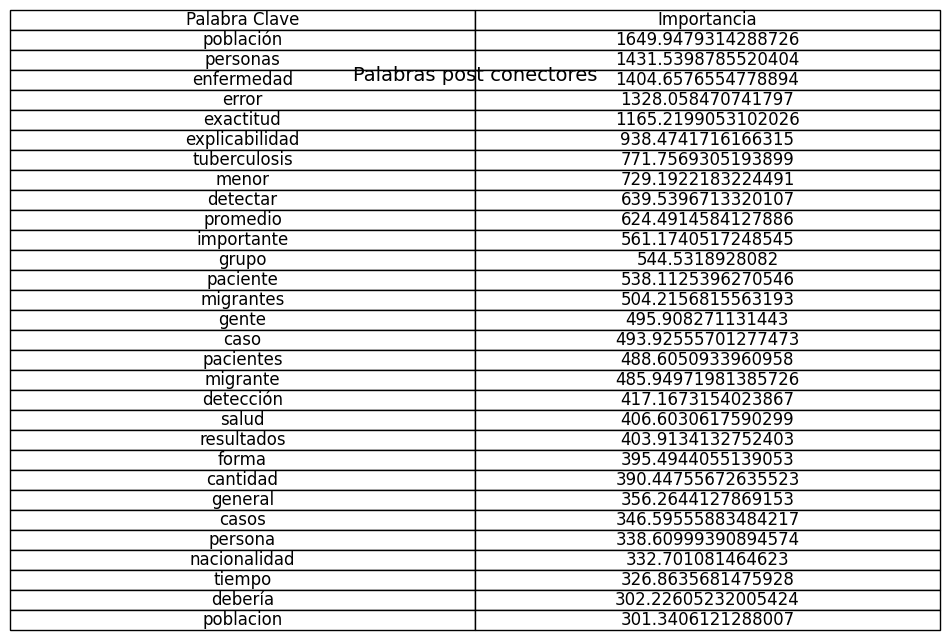 Palabra Clave Importancia
población 1649.9479314288726
personas 1431.5398785520404
Palabras post conectores
enfermedad 1404.6576554778894
error 1328.058470741797
exactitud 1165.2199053102026
explicabilidad 938.4741716166315
tuberculosis 771.7569305193899
menor 729.1922183224491
detectar 639.5396713320107
promedio 624.4914584127886
importante 561.1740517248545
grupo 544.5318928082
paciente 538.1125396270546
migrantes 504.2156815563193
gente 495.908271131443
caso 493.92555701277473
pacientes 488.6050933960958
migrante 485.94971981385726
detección 417.1673154023867
salud 406.6030617590299
resultados 403.9134132752403
forma 395.4944055139053
cantidad 390.44755672635523
general 356.2644127869153
casos 346.59555883484217
persona 338.60999390894574
nacionalidad 332.701081464623
tiempo 326.8635681475928
debería 302.22605232005424
poblacion 301.3406121288007